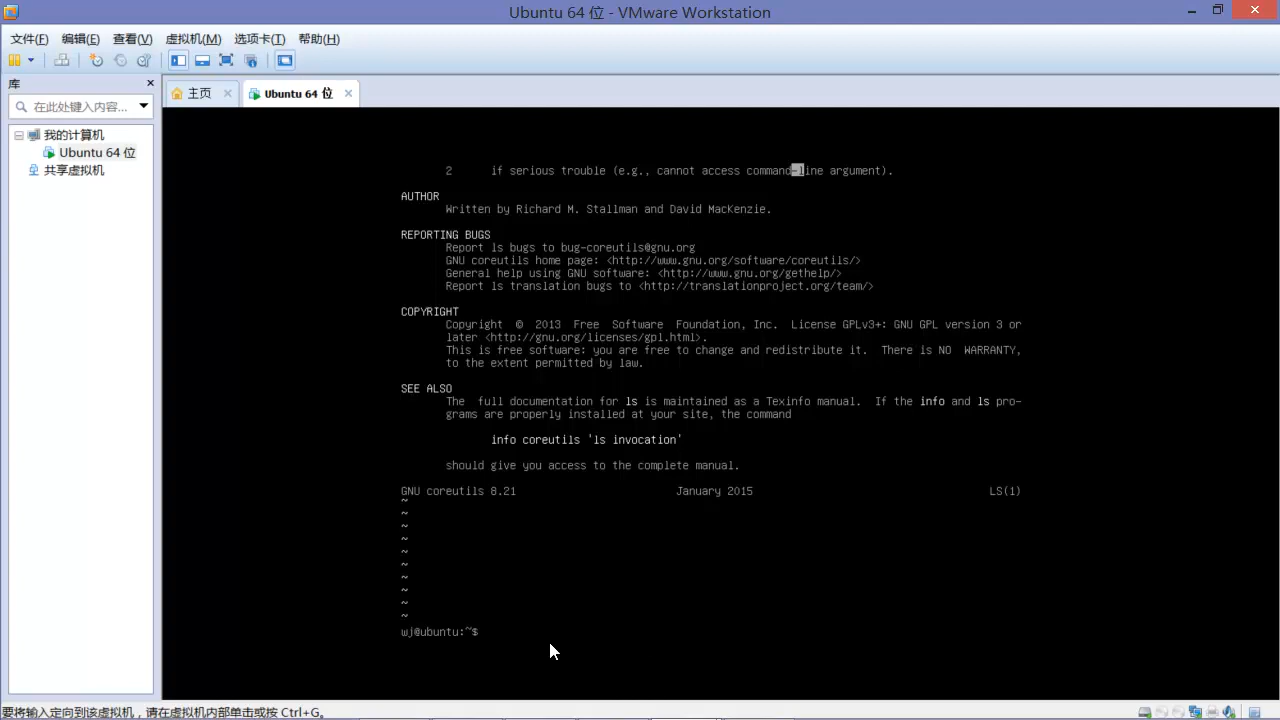 Ubuntu 64 位 - VMware Workstation
文件(F) 编辑(E) 查看(V) 虚拟机(M) 选项卡(T) 帮助(H)
库
主页
Ubuntu 64 位
在此处键入内容...
我的计算机
Ubuntu 64 位
共享虚拟机
2 if serious trouble (e.g., cannot access command-line argument).
AUTHOR
Written by Richard M. Stallman and David MacKenzie.
REPORTING BUGS
Report ls bugs to bug-coreutils@gnu.org
GNU coreutils home page: <http://www.gnu.org/software/coreutils/>
General help using GNU software: <http://www.gnu.org/gethelp/>
Report ls translation bugs to <http://translationproject.org/team/>
COPYRIGHT
Copyright © 2013 Free Software Foundation, Inc. License GPLv3+: GNU GPL version 3 or
later <http://gnu.org/licenses/gpl.html>.
This is free software: you are free to change and redistribute it. There is NO WARRANTY,
to the extent permitted by law.
SEE ALSO
The full documentation for ls is maintained as a Texinfo manual. If the info and ls pro-
grams are properly installed at your site, the command
info coreutils 'ls invocation'
should give you access to the complete manual.
GNU coreutils 8.21 January 2015 LS(1)
~
~
~
~
~
~
~
~
~
~
wj@ubuntu:~$
要将输入定向到该虚拟机，请在虚拟机内部单击或按 Ctrl+G。